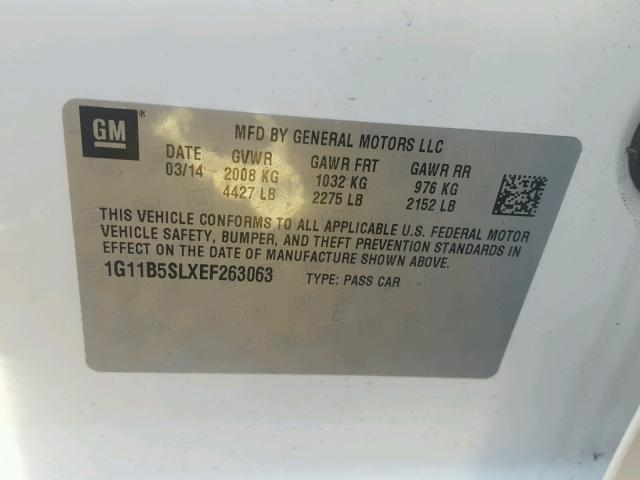 GM ®
MFD BY GENERAL MOTORS LLC
DATE GVWR GAWR FRT GAWR RR
03/14 2008 KG 1032 KG 976 KG
4427 LB 2275 LB 2152 LB
THIS VEHICLE CONFORMS TO ALL APPLICABLE U.S. FEDERAL MOTOR
VEHICLE SAFETY, BUMPER, AND THEFT PREVENTION STANDARDS IN
EFFECT ON THE DATE OF MANUFACTURE SHOWN ABOVE.
1G11B5SLXEF263063 TYPE: PASS CAR